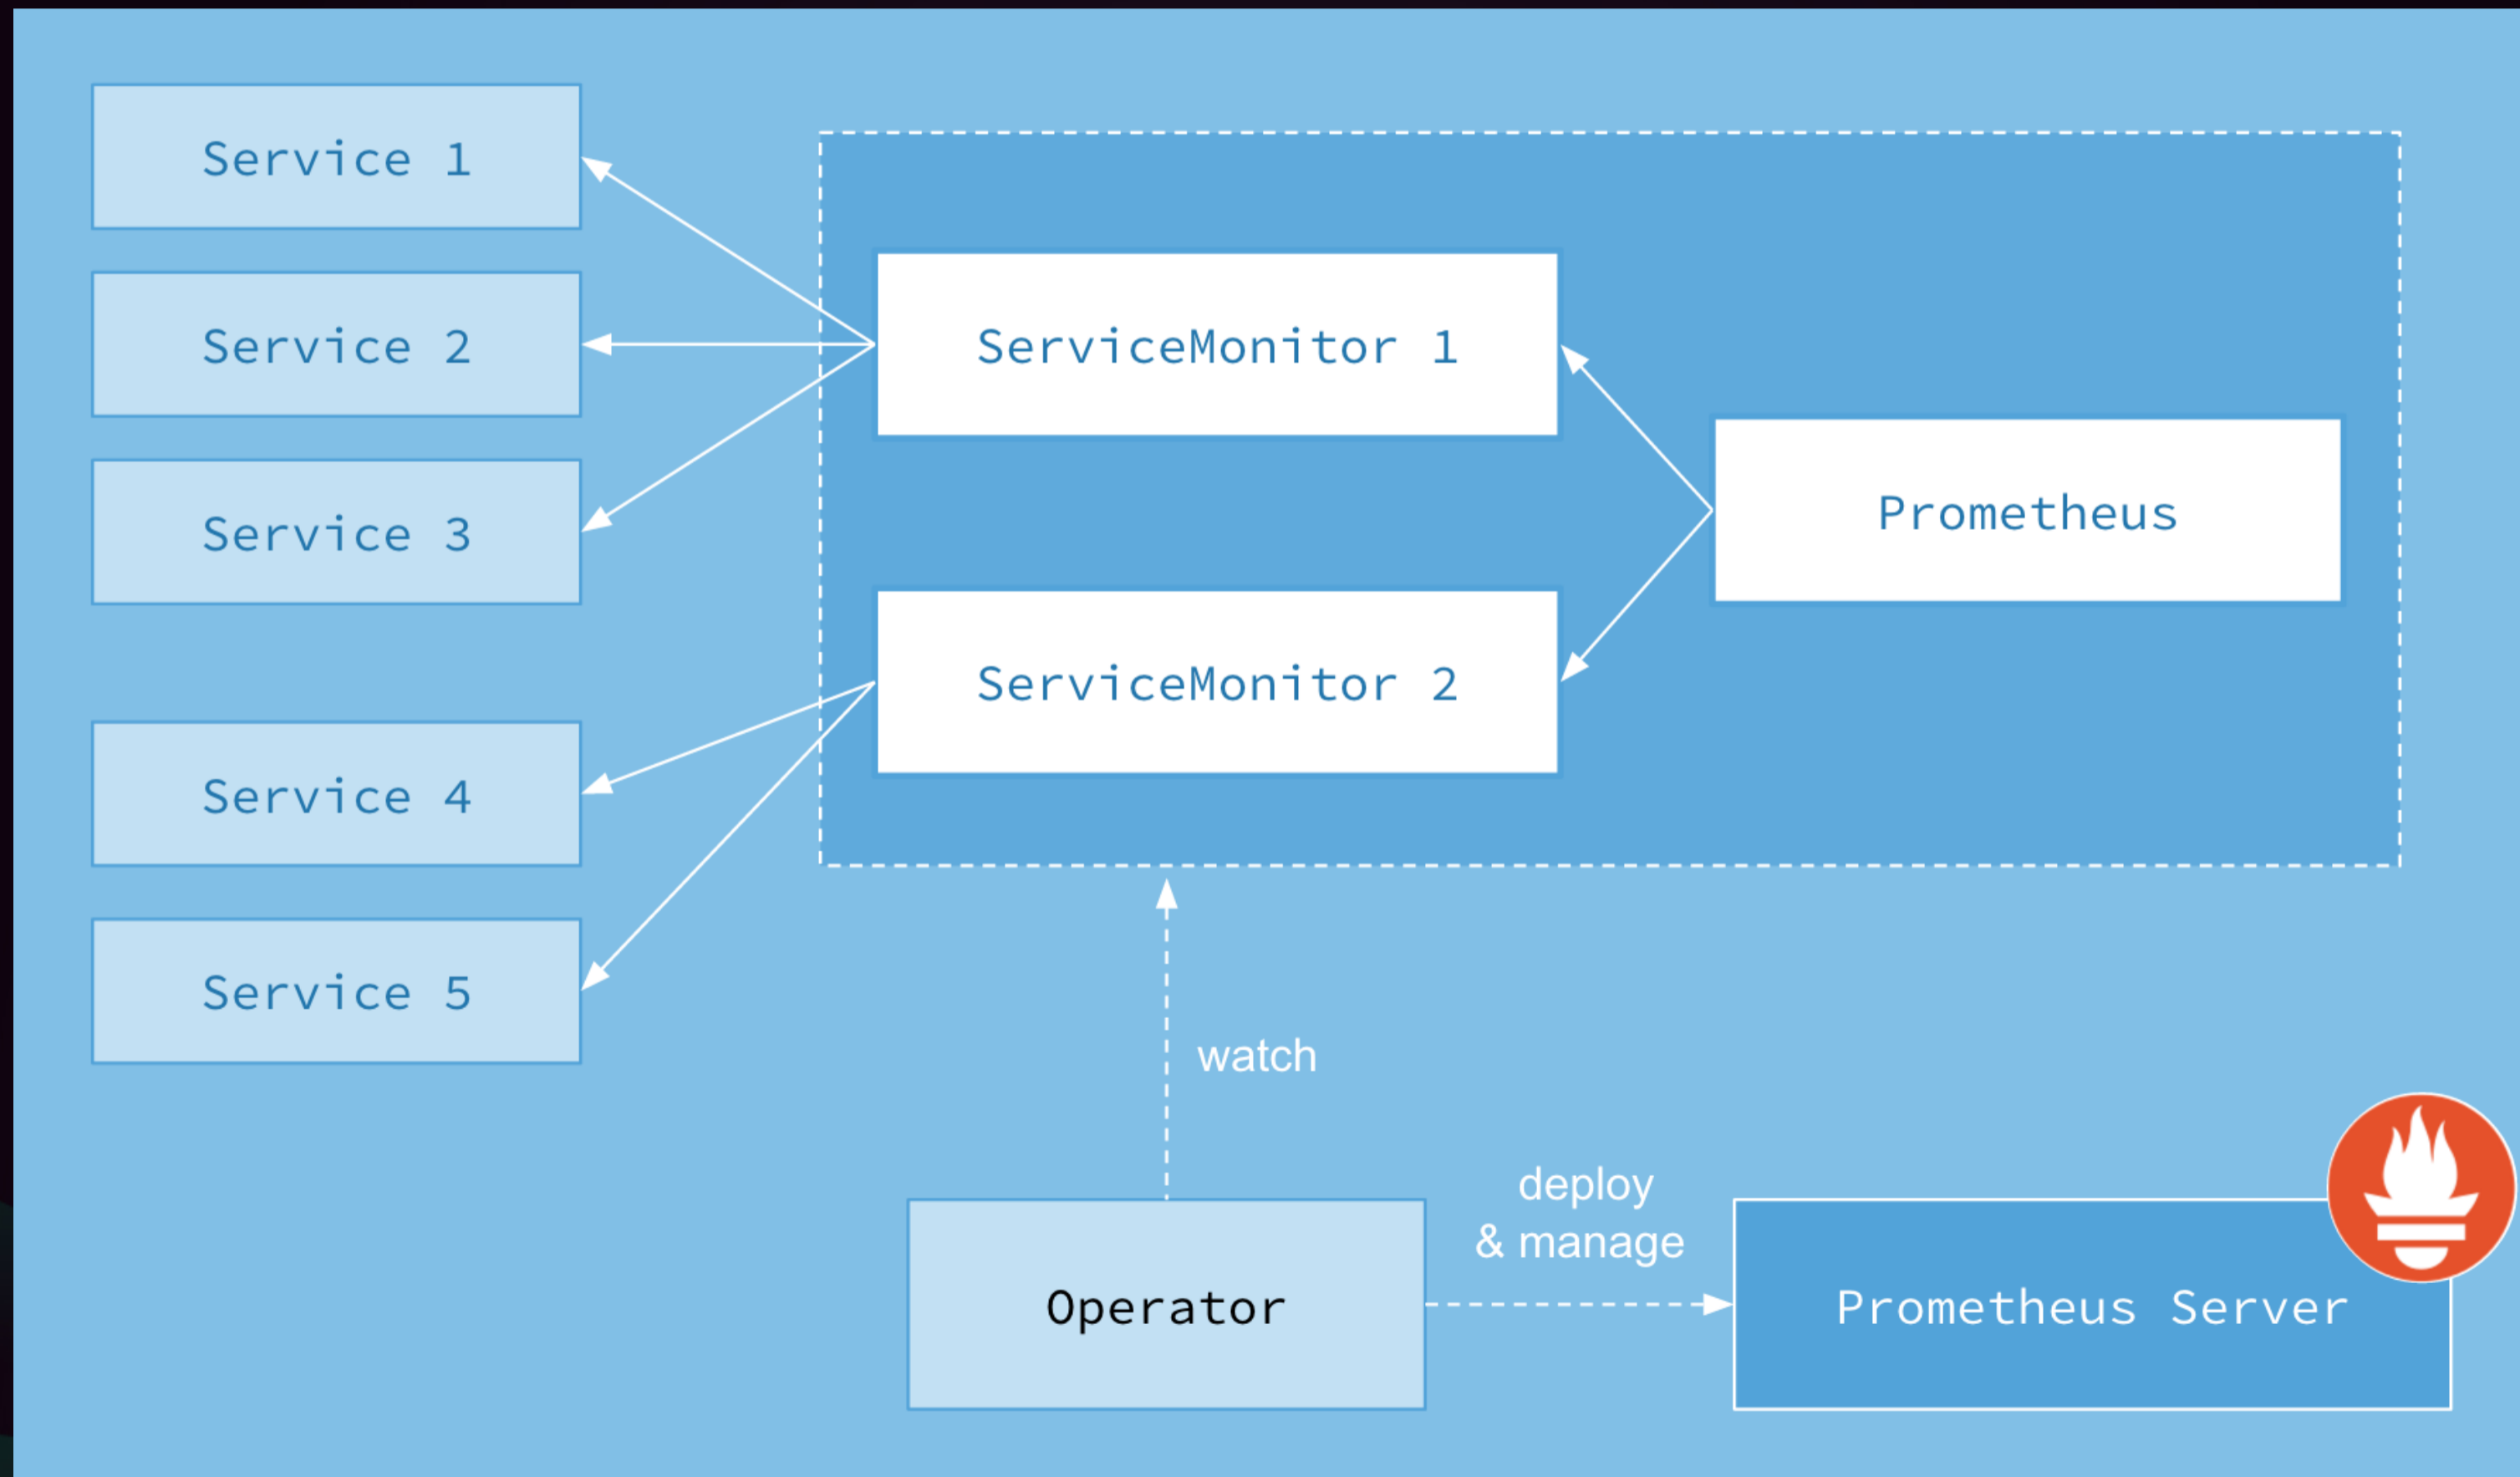 Service 1
Service 2
Service 3
Service 4
Service 5
ServiceMonitor 1
ServiceMonitor 2
Prometheus
watch
deploy
& manage
Operator
Prometheus Server